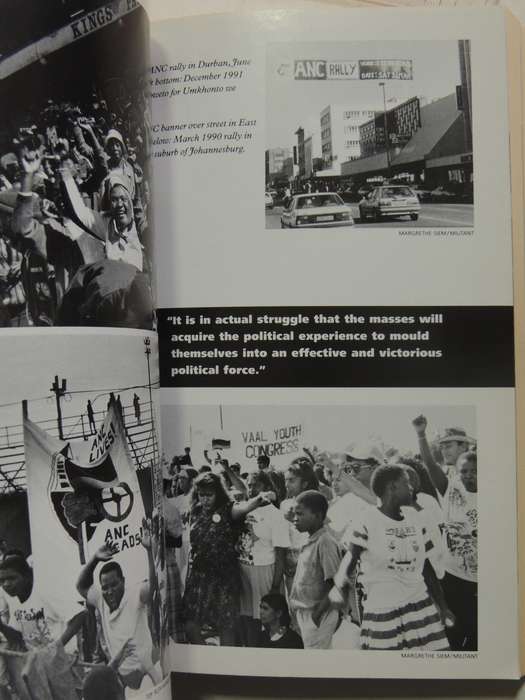 KINGS
ANC rally in Durban, June
bottom: December 1991
Soweto for Umkhonto we
banner over street in East
below: March 1990 rally in
suburb of Johannesburg.
ANC RALLY
MARGRETHE SIEM/MILITANT
"It is in actual struggle that the masses will
acquire the political experience to mould
themselves into an effective and victorious
political force."
ANC
LIVES!
ANC
LEADS!
VAAL YOUTH
CONGRESS
MARGRETHE SIEM/MILITANT